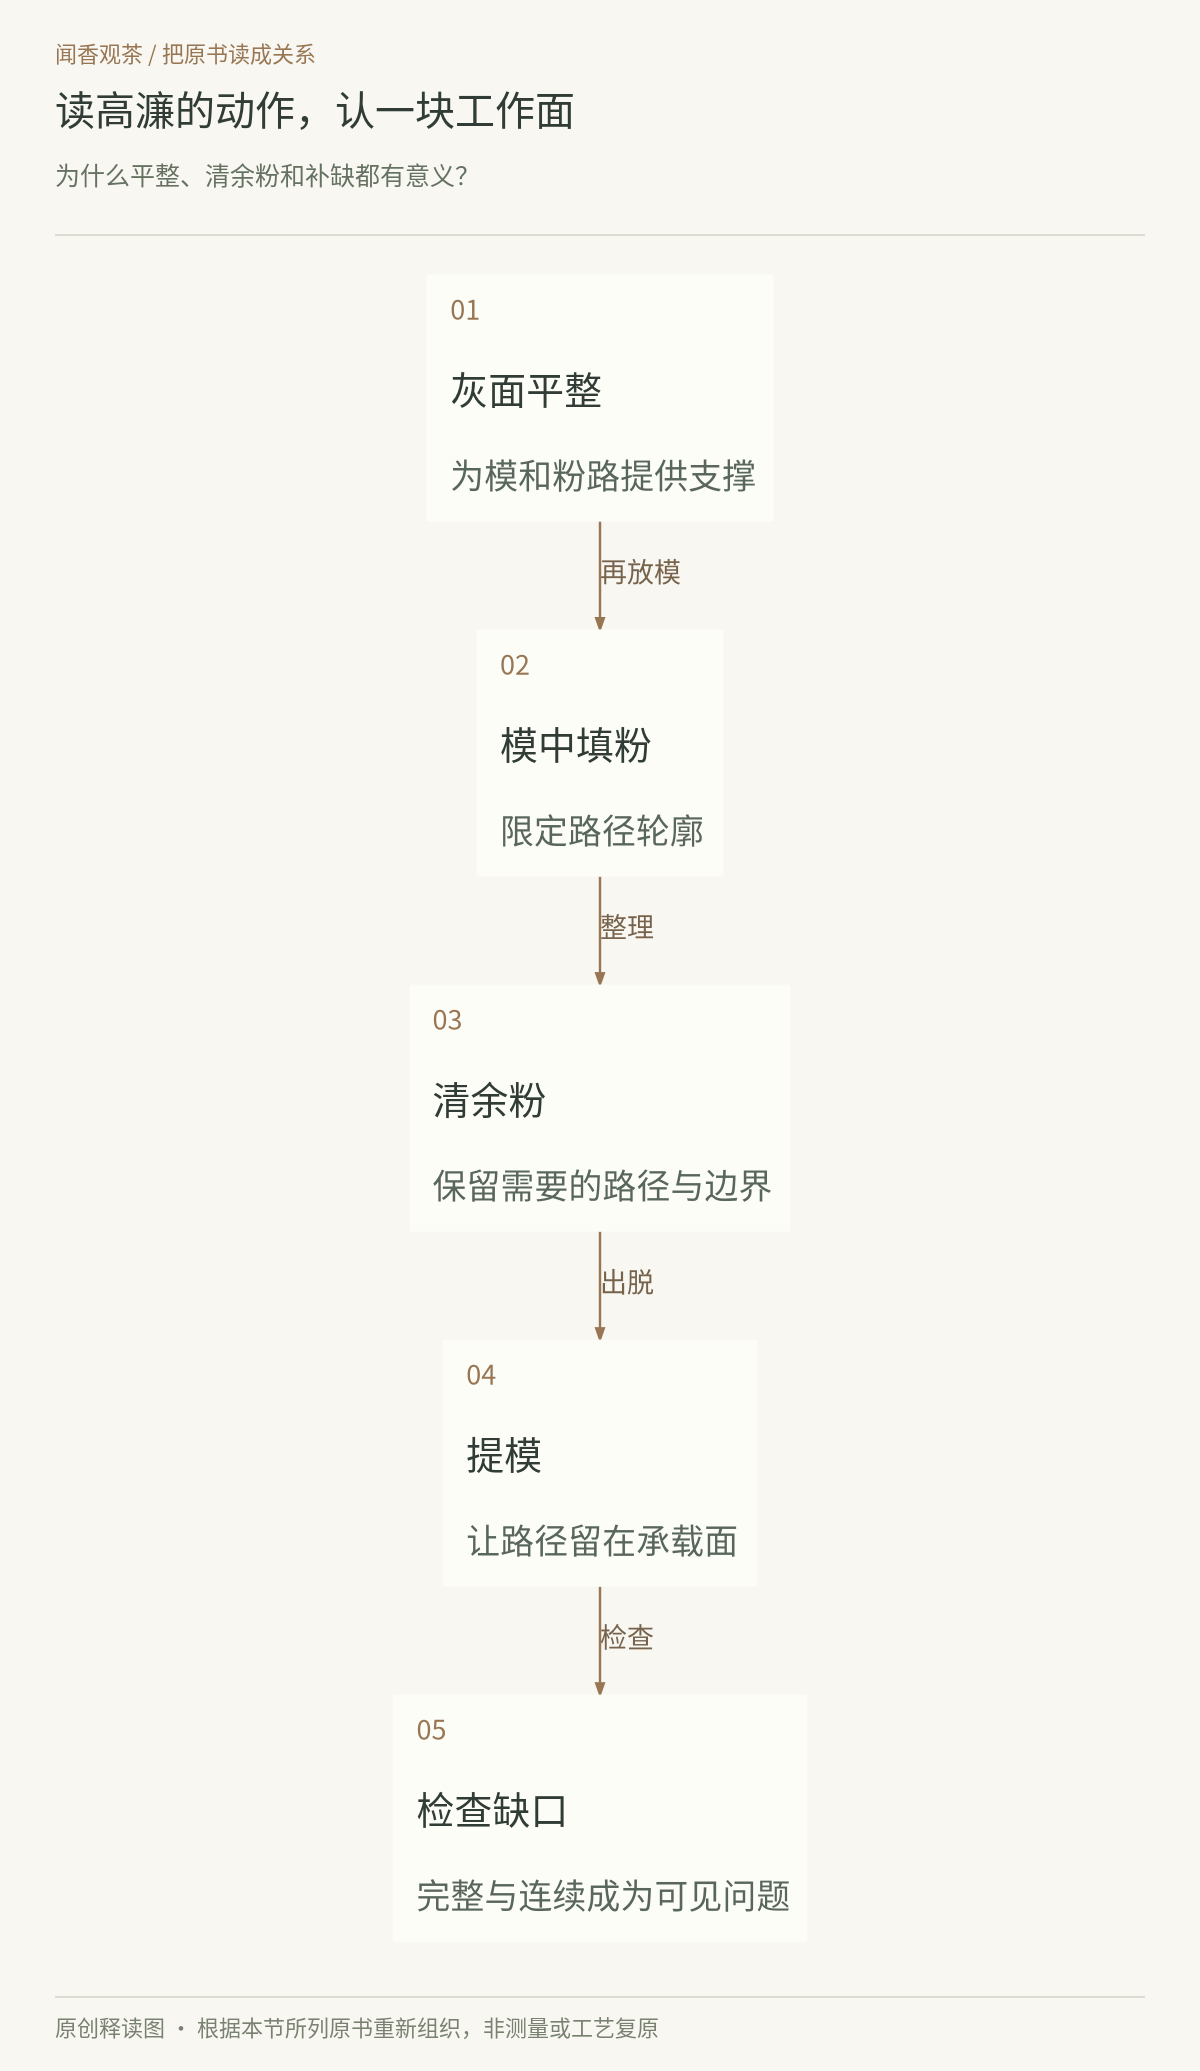 闻香观茶 / 把原书读成关系
读高濂的动作，认一块工作面
为什么平整、清余粉和补缺都有意义？
01
灰面平整
为模和粉路提供支撑
再放模
02
模中填粉
限定路径轮廓
整理
03
清余粉
保留需要的路径与边界
出脱
04
提模
让路径留在承载面
检查
05
检查缺口
完整与连续成为可见问题
原创释读图 · 根据本节所列原书重新组织，非测量或工艺复原